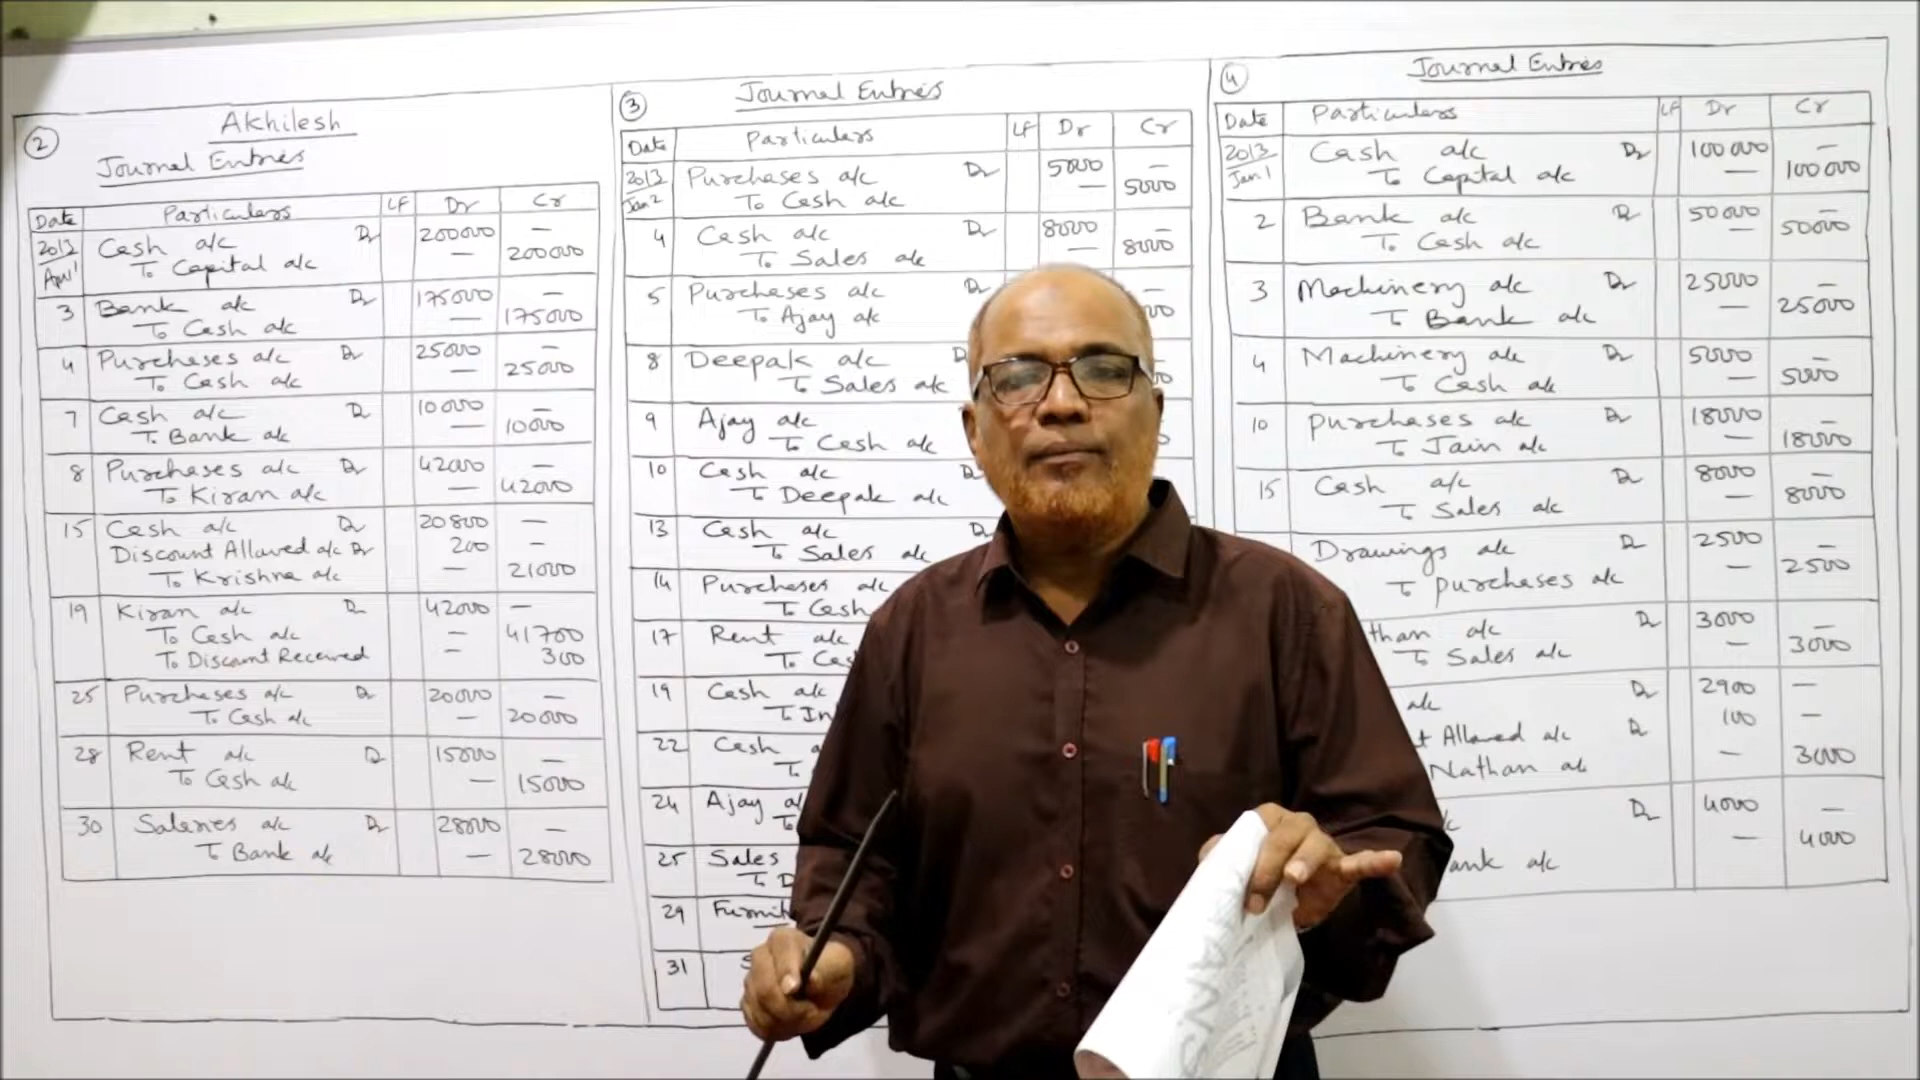 2
Akhilesh
Journal Entries
Date Particulars LF Dr Cr
2013 Cash a/c Dr 200000 —
Apr 1 To Capital a/c — 200000
3 Bank a/c Dr 175000 —
To Cash a/c — 175000
4 Purchases a/c Dr 25000 —
To Cash a/c — 25000
7 Cash a/c Dr 10000 —
To Bank a/c 10000
8 Purchases a/c Dr 42000 —
To Kiran a/c — 42000
15 Cash a/c Dr 20800 —
Discount Allowed a/c Dr 200 —
To Krishna a/c — 21000
19 Kiran a/c Dr 42000 —
To Cash a/c — 41700
To Discount Received — 300
25 Purchases a/c Dr 20000 —
To Cash a/c — 20000
28 Rent a/c Dr 15000 —
To Cash a/c — 15000
30 Salaries a/c Dr 28000 —
To Bank a/c — 28000
3
Journal Entries
Date Particulars LF Dr Cr
2013 Purchases a/c Dr 5000 —
Jan 2 To Cash a/c — 5000
4 Cash a/c Dr 8000 —
To Sales a/c — 8000
5 Purchases a/c Dr —
To Ajay a/c
8 Deepak a/c
To Sales a/c
9 Ajay a/c
To Cash a/c
10 Cash a/c
To Deepak a/c
13 Cash a/c Dr
To Sales a/c
14 Purchases a/c
To Cash
17 Rent a/c
To
19 Cash a/c
To
22 Cash
To
24 Ajay
To
25 Sales
To
29
31
4
Journal Entries
Date Particulars LF Dr Cr
2013 Cash a/c Dr 100000 —
Jan 1 To Capital a/c — 100000
2 Bank a/c Dr 50000 —
To Cash a/c — 50000
3 Machinery a/c Dr 25000 —
To Bank a/c — 25000
4 Machinery a/c Dr 5000 —
To Cash a/c — 5000
10 Purchases a/c Dr 18000 —
To Jain a/c — 18000
15 Cash a/c Dr 8000 —
To Sales a/c — 8000
Drawings a/c Dr 2500 —
To purchases a/c — 2500
a/c Dr 3000 —
To Sales a/c — 3000
a/c Dr 2900 —
Allowed a/c Dr 100 —
Nathan a/c — 3000
Dr 4000 —
a/c — 4000